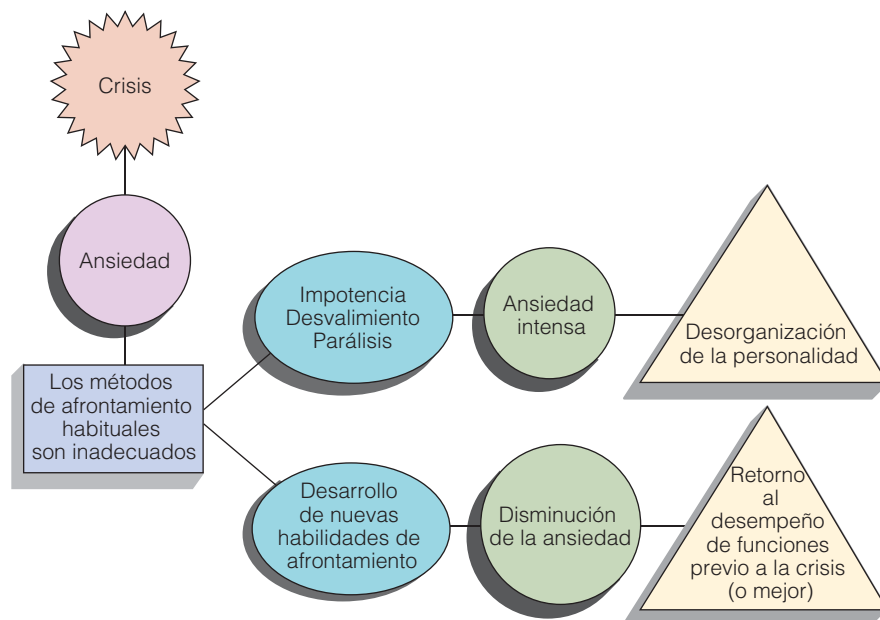 Crisis
Ansiedad
Los métodos
de afrontamiento
habituales
son inadecuados
Impotencia
Desvalimiento
Parálisis
Ansiedad
intensa
Desorganización
de la personalidad
Desarrollo
de nuevas
habilidades de
afrontamiento
Disminución
de la ansiedad
Retorno
al
desempeño
de funciones
previo a la crisis
(o mejor)